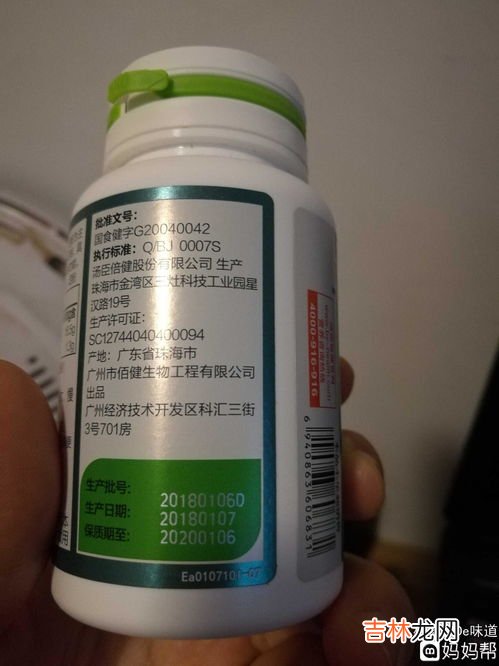 批准文号:
国食健字G20040042
执行标准: Q/BJ 0007S
汤臣倍健股份有限公司 生产
珠海市金湾区三灶科技工业园星
汉路19号
生产许可证:
SC12744040400094
产地: 广东省珠海市
广州市佰健生物工程有限公司
出品
广州经济技术开发区科汇三街
3号701房
生产批号: 20180106D
生产日期: 20180107
保质期至: 20200106
Ea0107101-07
4000-916-916
6940863606831
吉林龙网
味道
妈妈帮